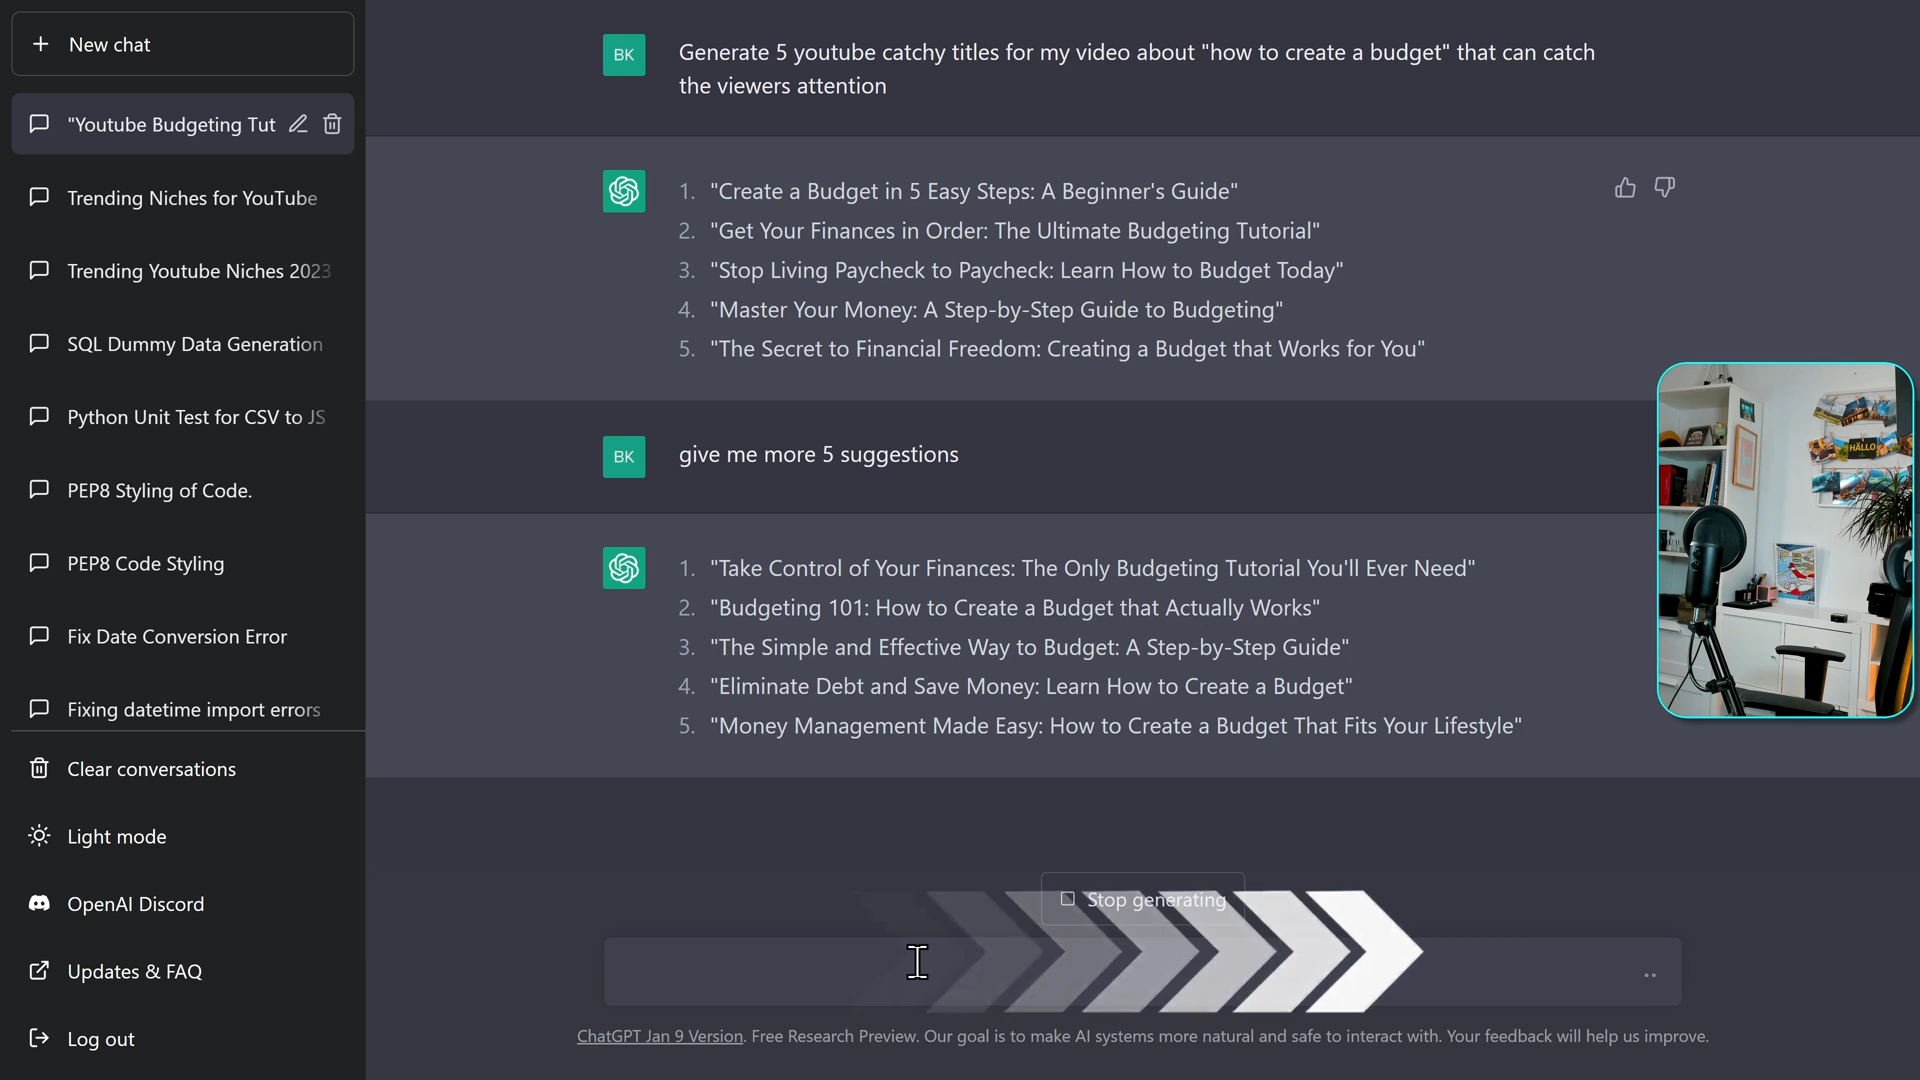 New chat
"Youtube Budgeting Tut
Trending Niches for YouTube
Trending Youtube Niches 2023
SQL Dummy Data Generation
Python Unit Test for CSV to JS
PEP8 Styling of Code.
PEP8 Code Styling
Fix Date Conversion Error
Fixing datetime import errors
Clear conversations
Light mode
OpenAI Discord
Updates & FAQ
Log out
BK
Generate 5 youtube catchy titles for my video about "how to create a budget" that can catch
the viewers attention
1. "Create a Budget in 5 Easy Steps: A Beginner's Guide"
2. "Get Your Finances in Order: The Ultimate Budgeting Tutorial"
3. "Stop Living Paycheck to Paycheck: Learn How to Budget Today"
4. "Master Your Money: A Step-by-Step Guide to Budgeting"
5. "The Secret to Financial Freedom: Creating a Budget that Works for You"
BK
give me more 5 suggestions
1. "Take Control of Your Finances: The Only Budgeting Tutorial You'll Ever Need"
2. "Budgeting 101: How to Create a Budget that Actually Works"
3. "The Simple and Effective Way to Budget: A Step-by-Step Guide"
4. "Eliminate Debt and Save Money: Learn How to Create a Budget"
5. "Money Management Made Easy: How to Create a Budget That Fits Your Lifestyle"
HÄLLO
Stop generating
ChatGPT Jan 9 Version. Free Research Preview. Our goal is to make AI systems more natural and safe to interact with. Your feedback will help us improve.